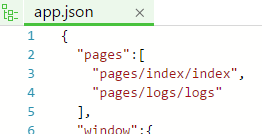 app.json
1 {
2 "pages":[
3 "pages/index/index",
4 "pages/logs/logs"
5 ],
6 "window":{